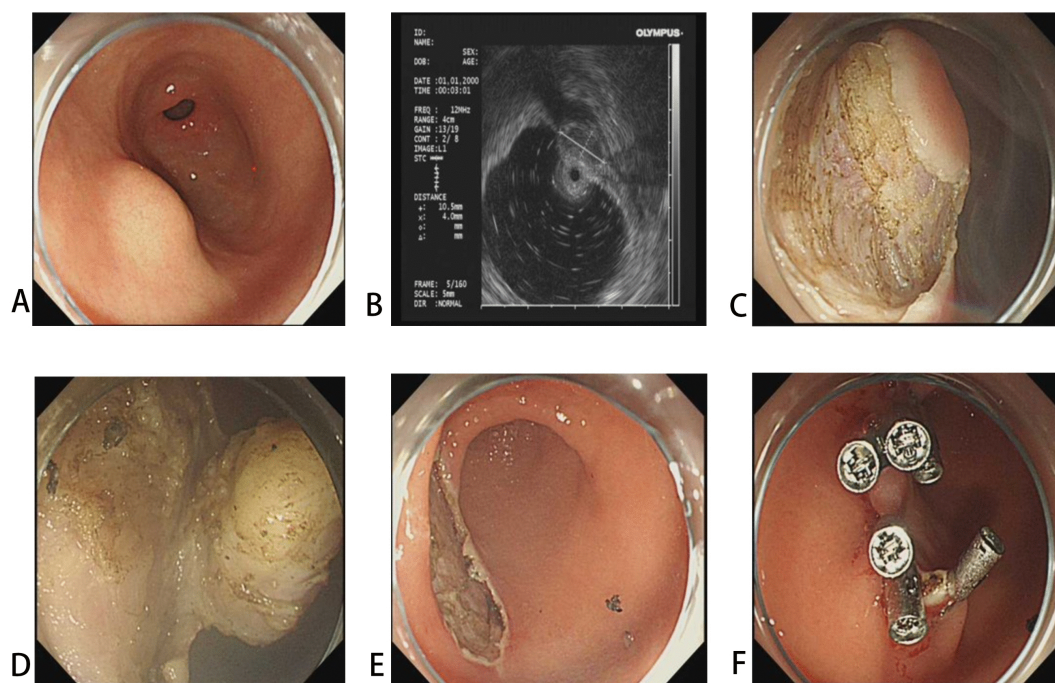 A
B
C
D
E
F
ID:
NAME:
OLYMPUS
SEX:
DOB: AGE:
DATE :01,01,2000
TIME :00:03:01
FREQ : 12MHz
RANGE: 4cm
GAIN :13/19
CONT : 2/ 8
IMAGE:L1
STC
DISTANCE
+: 10.5mm
×: 4.0mm
mm
mm
FRAME: 5/160
SCALE: 5mm
DIR :NORMAL